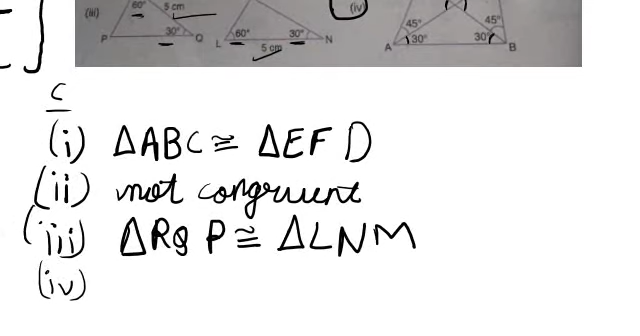 (iii) 60° 5 cm (iv)
P 30° Q L 60° 30° N 45° 45°
5 cm A 30° 30° B
c
(i) ΔABC ≅ ΔEFD
(ii) not congruent
(iii) ΔRQP ≅ ΔLNM
(iv)